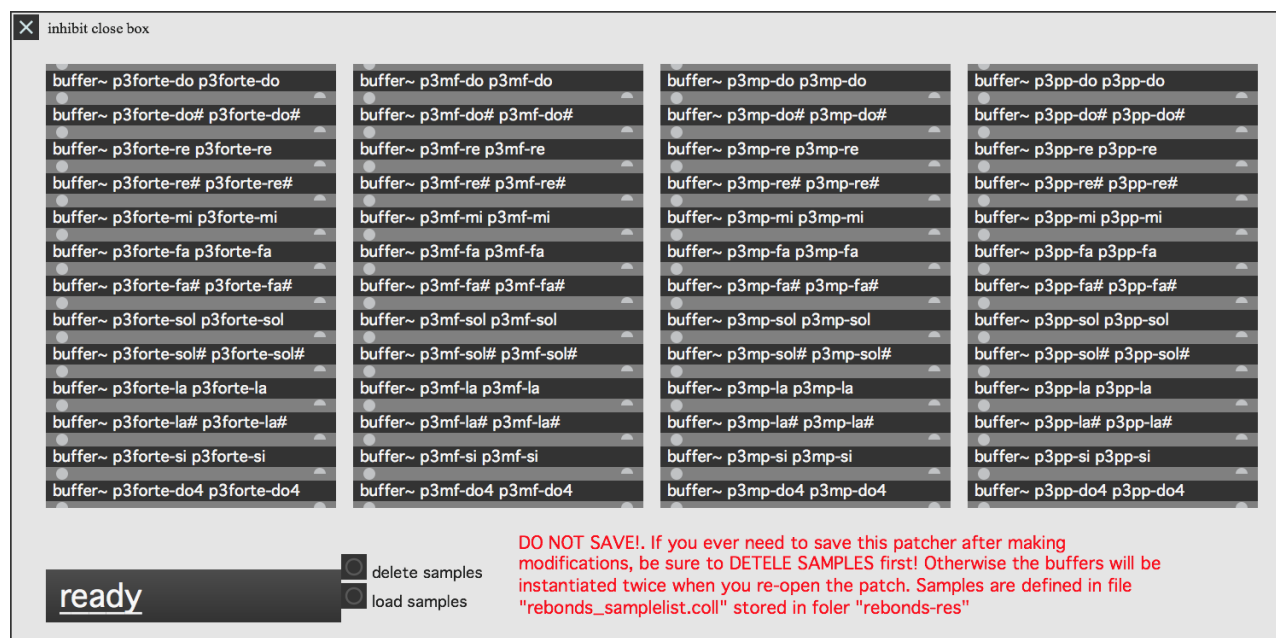 inhibit close box
buffer~ p3forte-do p3forte-do
buffer~ p3forte-do# p3forte-do#
buffer~ p3forte-re p3forte-re
buffer~ p3forte-re# p3forte-re#
buffer~ p3forte-mi p3forte-mi
buffer~ p3forte-fa p3forte-fa
buffer~ p3forte-fa# p3forte-fa#
buffer~ p3forte-sol p3forte-sol
buffer~ p3forte-sol# p3forte-sol#
buffer~ p3forte-la p3forte-la
buffer~ p3forte-la# p3forte-la#
buffer~ p3forte-si p3forte-si
buffer~ p3forte-do4 p3forte-do4
buffer~ p3mf-do p3mf-do
buffer~ p3mf-do# p3mf-do#
buffer~ p3mf-re p3mf-re
buffer~ p3mf-re# p3mf-re#
buffer~ p3mf-mi p3mf-mi
buffer~ p3mf-fa p3mf-fa
buffer~ p3mf-fa# p3mf-fa#
buffer~ p3mf-sol p3mf-sol
buffer~ p3mf-sol# p3mf-sol#
buffer~ p3mf-la p3mf-la
buffer~ p3mf-la# p3mf-la#
buffer~ p3mf-si p3mf-si
buffer~ p3mf-do4 p3mf-do4
buffer~ p3mp-do p3mp-do
buffer~ p3mp-do# p3mp-do#
buffer~ p3mp-re p3mp-re
buffer~ p3mp-re# p3mp-re#
buffer~ p3mp-mi p3mp-mi
buffer~ p3mp-fa p3mp-fa
buffer~ p3mp-fa# p3mp-fa#
buffer~ p3mp-sol p3mp-sol
buffer~ p3mp-sol# p3mp-sol#
buffer~ p3mp-la p3mp-la
buffer~ p3mp-la# p3mp-la#
buffer~ p3mp-si p3mp-si
buffer~ p3mp-do4 p3mp-do4
buffer~ p3pp-do p3pp-do
buffer~ p3pp-do# p3pp-do#
buffer~ p3pp-re p3pp-re
buffer~ p3pp-re# p3pp-re#
buffer~ p3pp-mi p3pp-mi
buffer~ p3pp-fa p3pp-fa
buffer~ p3pp-fa# p3pp-fa#
buffer~ p3pp-sol p3pp-sol
buffer~ p3pp-sol# p3pp-sol#
buffer~ p3pp-la p3pp-la
buffer~ p3pp-la# p3pp-la#
buffer~ p3pp-si p3pp-si
buffer~ p3pp-do4 p3pp-do4
ready
delete samples
load samples
DO NOT SAVE!. If you ever need to save this patcher after making
modifications, be sure to DETELE SAMPLES first! Otherwise the buffers will be
instantiated twice when you re-open the patch. Samples are defined in file
"rebonds_samplelist.coll" stored in foler "rebonds-res"